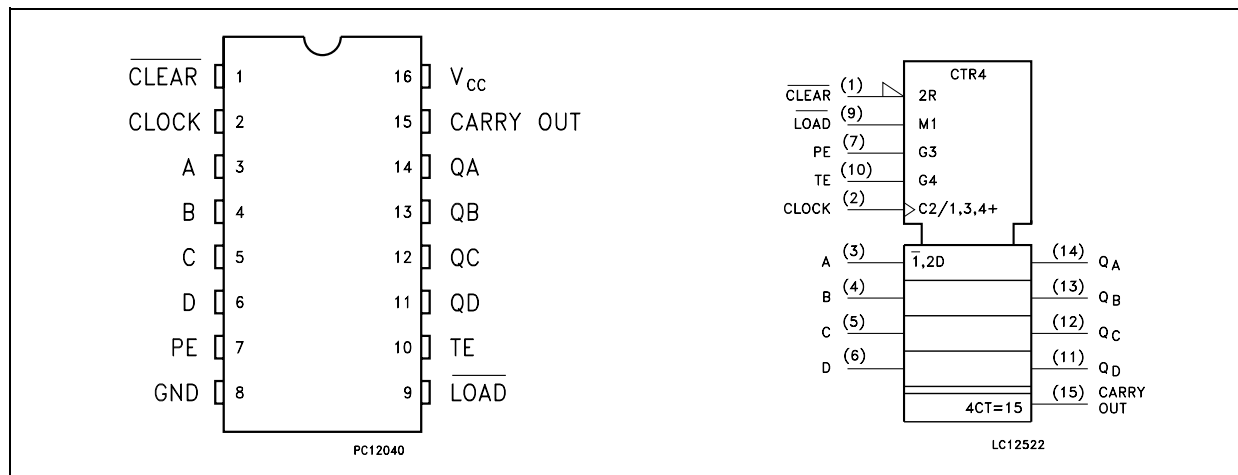 CLEAR 1 16 VCC
CLOCK 2 15 CARRY OUT
A 3 14 QA
B 4 13 QB
C 5 12 QC
D 6 11 QD
PE 7 10 TE
GND 8 9 LOAD
PC12040
CTR4
CLEAR (1) 2R
LOAD (9) M1
PE (7) G3
TE (10) G4
CLOCK (2) C2/1,3,4+
A (3) 1̅,2D (14) QA
B (4) (13) QB
C (5) (12) QC
D (6) (11) QD
4CT=15 (15) CARRY OUT
LC12522